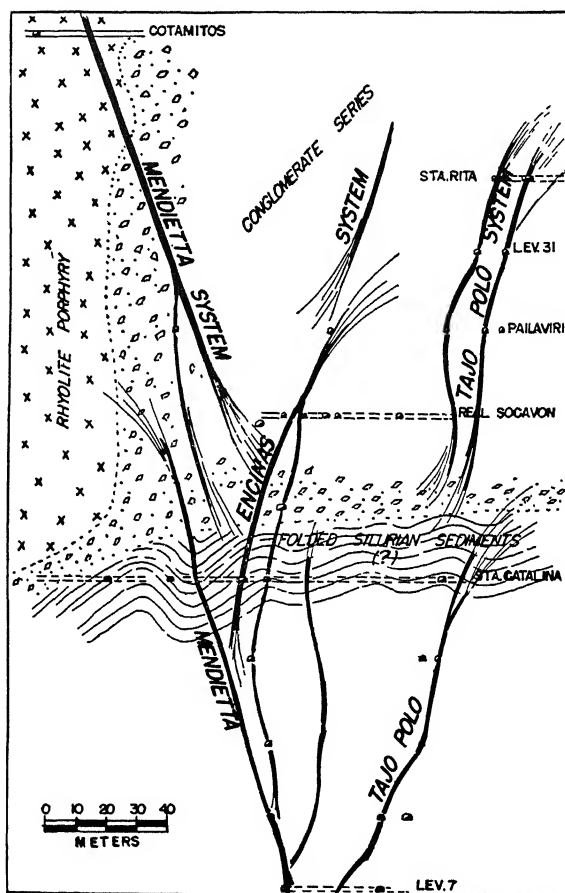 COTAMITOS
CONGLOMERATE SERIES
MENDIETTA
SYSTEM
SYSTEM
STA. RITA
SYSTEM
LEV. 31
TAJO POLO
PAILAVIRI
RHYOLITE PORPHYRY
REAL SOCAVON
ENCINAS
FOLDED SILURIAN SEDIMENTS
(?)
STA. CATALINA
MENDIETTA
TAJO POLO
0 10 20 30 40
METERS
LEV. 7